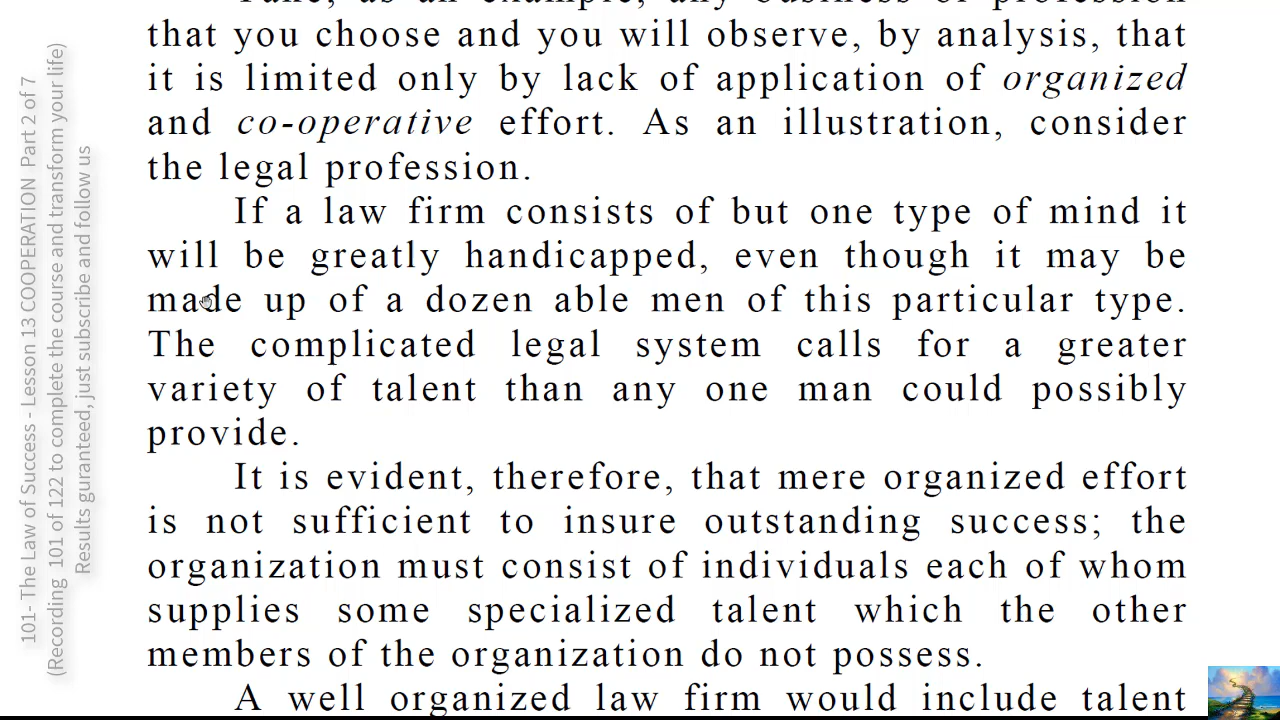 Take, as an example, any business or profession
that you choose and you will observe, by analysis, that
it is limited only by lack of application of organized
and co-operative effort. As an illustration, consider
the legal profession.
If a law firm consists of but one type of mind it
will be greatly handicapped, even though it may be
made up of a dozen able men of this particular type.
The complicated legal system calls for a greater
variety of talent than any one man could possibly
provide.
It is evident, therefore, that mere organized effort
is not sufficient to insure outstanding success; the
organization must consist of individuals each of whom
supplies some specialized talent which the other
members of the organization do not possess.
A well organized law firm would include talent
101- The Law of Success - Lesson 13 COOPERATION Part 2 of 7
(Recording 101 of 122 to complete the course and transform your life)
Results guranteed, just subscribe and follow us